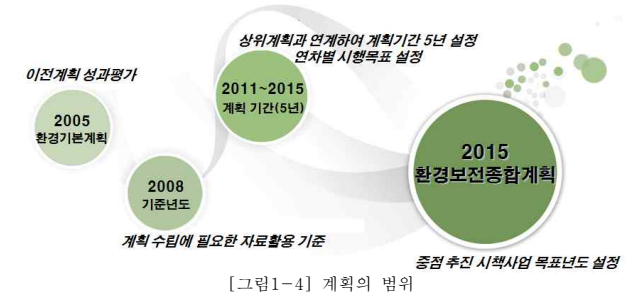 상위계획과 연계하여 계획기간 5년 설정
연차별 시행목표 설정
이전계획 성과평가
2011~2015
계획 기간(5년)
2005
환경기본계획
2008
기준년도
2015
환경보전종합계획
계획 수립에 필요한 자료활용 기준
중점 추진 시책사업 목표년도 설정
[그림1-4] 계획의 범위